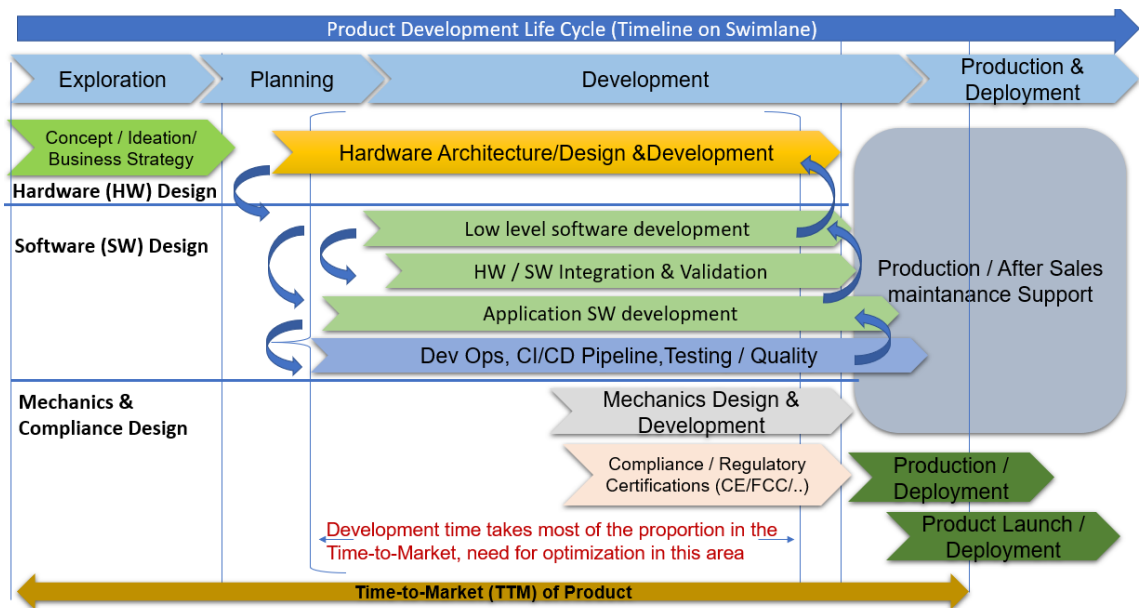 Product Development Life Cycle (Timeline on Swimlane)
Exploration
Planning
Development
Production &
Deployment
Concept / Ideation/
Business Strategy
Hardware Architecture/Design &Development
Hardware (HW) Design
Software (SW) Design
Low level software development
HW / SW Integration & Validation
Application SW development
Dev Ops, CI/CD Pipeline,Testing / Quality
Production / After Sales
maintanance Support
Mechanics &
Compliance Design
Mechanics Design &
Development
Compliance / Regulatory
Certifications (CE/FCC/..)
Production /
Deployment
Product Launch /
Deployment
Development time takes most of the proportion in the
Time-to-Market, need for optimization in this area
Time-to-Market (TTM) of Product